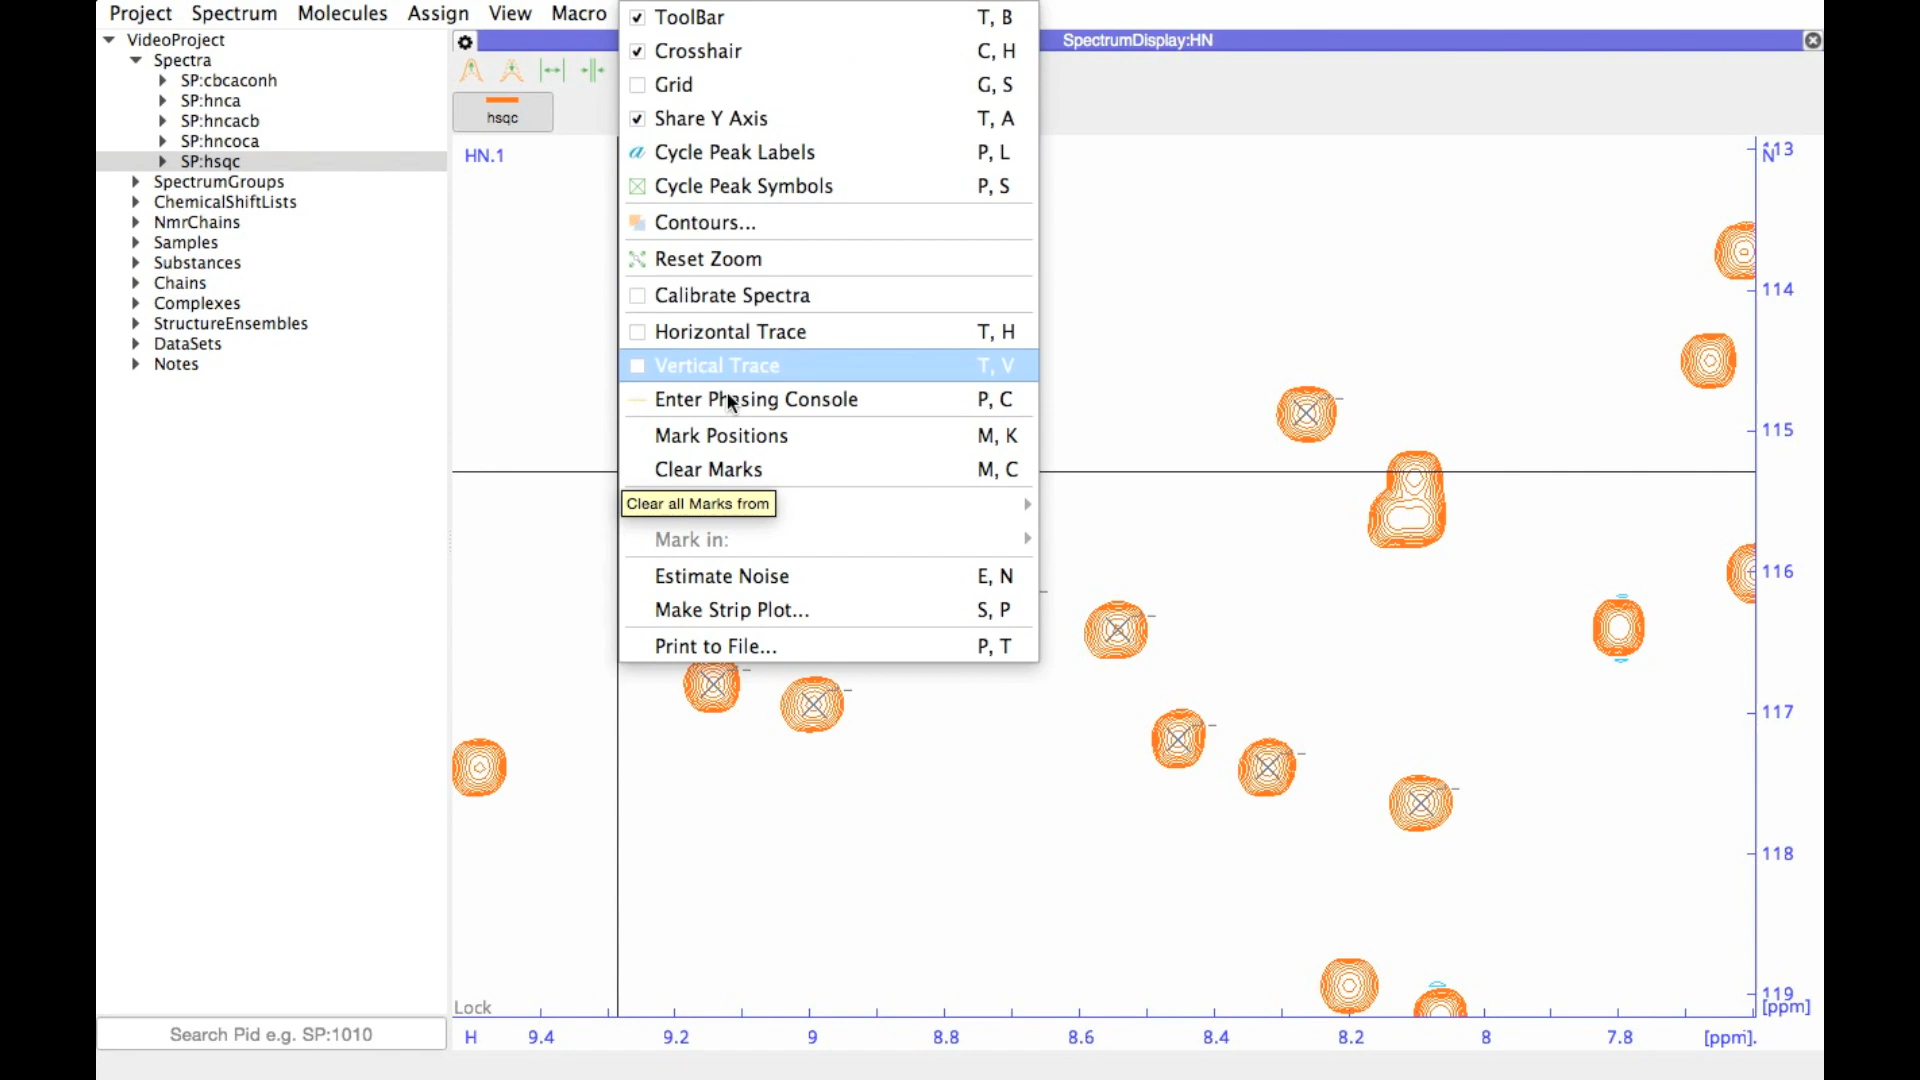 Project Spectrum Molecules Assign View Macro
VideoProject
Spectra
SP:cbcaconh
SP:hnca
SP:hncacb
SP:hncoca
SP:hsqc
SpectrumGroups
ChemicalShiftLists
NmrChains
Samples
Substances
Chains
Complexes
StructureEnsembles
DataSets
Notes
Search Pid e.g. SP:1010
SpectrumDisplay:HN
hsqc
HN.1
ToolBar T, B
Crosshair C, H
Grid G, S
Share Y Axis T, A
Cycle Peak Labels P, L
Cycle Peak Symbols P, S
Contours...
Reset Zoom
Calibrate Spectra
Horizontal Trace T, H
Vertical Trace T, V
Enter Phasing Console P, C
Mark Positions M, K
Clear Marks M, C
Clear all Marks from
Mark in:
Estimate Noise E, N
Make Strip Plot... S, P
Print to File... P, T
N
113
114
115
116
117
118
119
[ppm]
Lock
H 9.4 9.2 9 8.8 8.6 8.4 8.2 8 7.8 [ppm].